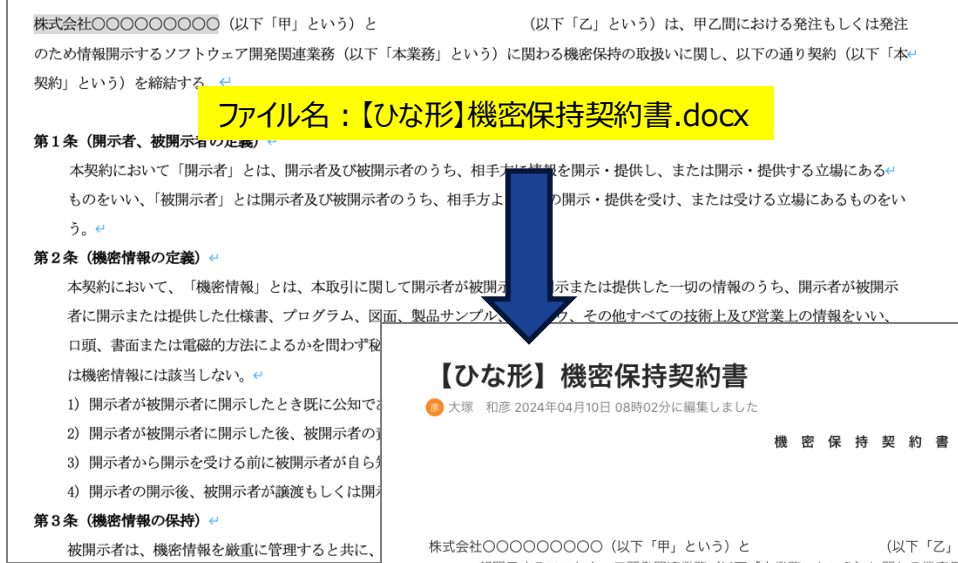 株式会社○○○○○○○○○（以下「甲」という）と　（以下「乙」という）は、甲乙間における発注もしくは発注
のため情報開示するソフトウェア開発関連業務（以下「本業務」という）に関わる機密保持の取扱いに関し、以下の通り契約（以下「本
契約」という）を締結する。
ファイル名：【ひな形】機密保持契約書.docx
第１条（開示者、被開示者の定義）
本契約において「開示者」とは、開示者及び被開示者のうち、相手方に情報を開示・提供し、または開示・提供する立場にある
ものをいい、「被開示者」とは開示者及び被開示者のうち、相手方よ の開示・提供を受け、または受ける立場にあるものをい
う。
第２条（機密情報の定義）
本契約において、「機密情報」とは、本取引に関して開示者が被開示 示または提供した一切の情報のうち、開示者が被開示
者に開示または提供した仕様書、プログラム、図面、製品サンプル、 ウ、その他すべての技術上及び営業上の情報をいい、
口頭、書面または電磁的方法によるかを問わず秘
は機密情報には該当しない。
1）開示者が被開示者に開示したとき既に公知で
2）開示者が被開示者に開示した後、被開示者の
3）開示者から開示を受ける前に被開示者が自ら
4）開示者の開示後、被開示者が譲渡もしくは開
第３条（機密情報の保持）
被開示者は、機密情報を厳重に管理すると共に、
【ひな形】機密保持契約書
彦 大塚　和彦 2024年04月10日 08時02分に編集しました
機 密 保 持 契 約 書
株式会社○○○○○○○○○（以下「甲」という）と　（以下「乙」